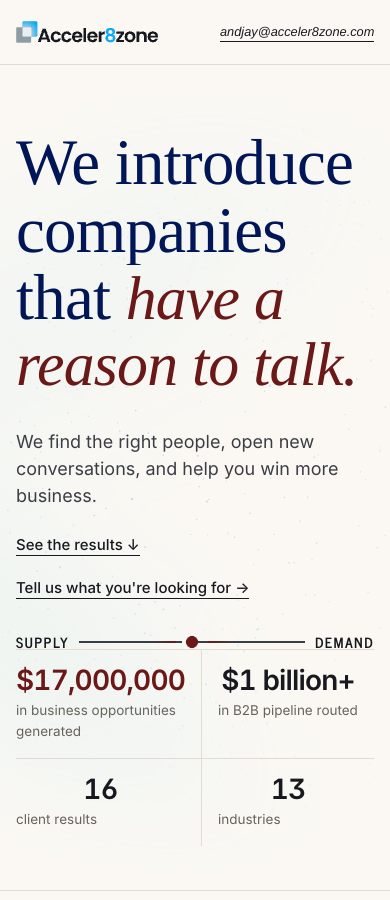 Acceler8zone
andjay@acceler8zone.com
We introduce
companies
that have a
reason to talk.
We find the right people, open new
conversations, and help you win more
business.
See the results ↓
Tell us what you're looking for →
SUPPLY
DEMAND
$17,000,000
in business opportunities
generated
$1 billion+
in B2B pipeline routed
16
client results
13
industries